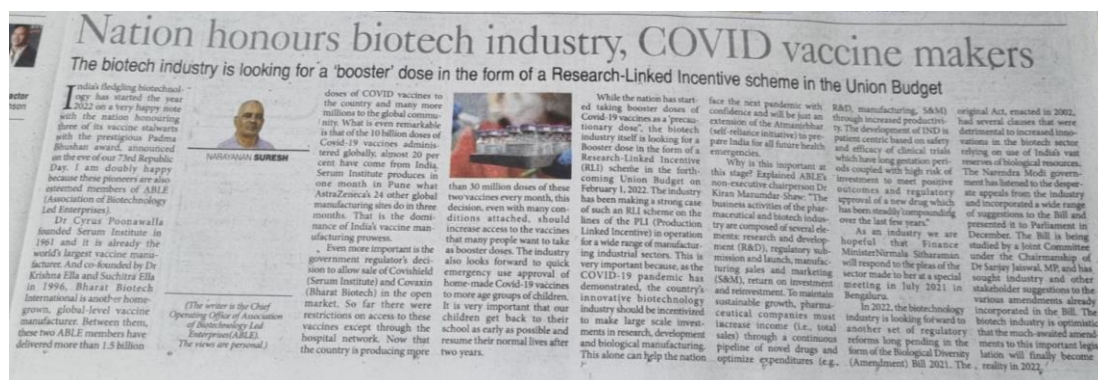 Nation honours biotech industry, COVID vaccine makers
The biotech industry is looking for a 'booster' dose in the form of a Research-Linked Incentive scheme in the Union Budget
India's fledgling biotechnol-
ogy has started the year
2022 on a very happy note
with the nation honouring
three of its vaccine stalwarts
with the prestigious Padma
Bhushan award, announced
on the eve of our 73rd Republic
Day. I am doubly happy
because these pioneers are also
esteemed members of ABLE
(Association of Biotechnology
Led Enterprises).
Dr Cyrus Poonawalla
founded Serum Institute in
1961 and it is already the
world's largest vaccine manu-
facturer. And co-founded by Dr
Krishna Ella and Suchitra Ella
in 1996, Bharat Biotech
International is another home-
grown, global-level vaccine
manufacturer. Between them,
these two ABLE members have
delivered more than 1.5 billion
NARAYANAN SURESH
(The writer is the Chief
Operating Office of Association
of Biotechnology Led
Enterprises(ABLE).
The views are personal.)
doses of COVID vaccines to
the country and many more
millions to the global commu-
nity. What is even remarkable
is that of the 10 billion doses of
Covid-19 vaccines adminis-
tered globally, almost 20 per
cent have come from India.
Serum Institute produces in
one month in Pune what
AstraZeneca's 24 other global
manufacturing sites do in three
months. That is the domi-
nance of India's vaccine man-
ufacturing prowess.
Even more important is the
government regulator's deci-
sion to allow sale of Covishield
(Serum Institute) and Covaxin
(Bharat Biotech) in the open
market. So far there were
restrictions on access to these
vaccines except through the
hospital network. Now that
the country is producing more
than 30 million doses of these
two vaccines every month, this
decision, even with many con-
ditions attached, should
increase access to the vaccines
that many people want to take
as booster doses. The industry
also looks forward to quick
emergency use approval of
home-made Covid-19 vaccines
to more age groups of children.
It is very important that our
children get back to their
school as early as possible and
resume their normal lives after
two years.
While the nation has start-
ed taking booster doses of
Covid-19 vaccines as a 'precau-
tionary dose", the biotech
industry itself is looking for a
Booster dose in the form of a
Research-Linked Incentive
(RLI) scheme in the forth-
coming Union Budget on
February 1, 2022. The industry
has been making a strong case
of such an RLI scheme on the
lines of the PLI (Production
Linked Incentive) in operation
for a wide range of manufactur-
ing industrial sectors. This is
very important because, as the
COVID-19 pandemic has
demonstrated, the country's
innovative biotechnology
industry should be incentivized
to make large scale invest-
ments in research, development
and biological manufacturing.
This alone can help the nation
face the next pandemic with
confidence and will be just an
extension of the Atmanirbhar
(self-reliance initiative) to pre-
pare India for all future health
emergencies.
Why is this important at
this stage? Explained ABLE's
non-executive chairperson Dr
Kiran Mazumdar-Shaw: "The
business activities of the phar-
maceutical and biotech indus-
try are composed of several ele-
ments: research and develop-
ment (R&D), regulatory sub-
mission and launch, manufac-
turing sales and marketing
(S&M), return on investment
and reinvestment. To maintain
sustainable growth, pharma-
ceutical companies must
increase income (i.e., total
sales) through a continuous
pipeline of novel drugs and
optimize expenditures (e.g.,
R&D, manufacturing, S&M)
through increased productivi-
ty. The development of IND is
patient centric based on safety
and efficacy of clinical trials
which have long gestation peri-
ods coupled with high risk of
investment to meet positive
outcomes and regulatory
approval of a new drug which
has been steadily compounding
over the last few years."
As an industry we are
hopeful that Finance
Minister Nirmala Sitharaman
will respond to the pleas of the
sector made to her at a special
meeting in July 2021 in
Bengaluru.
In 2022, the biotechnology
industry is looking forward to
another set of regulatory
reforms long pending in the
form of the Biological Diversity
(Amendment) Bill 2021. The
original Act, enacted in 2002,
had several clauses that were
detrimental to increased inno-
vations in the biotech sector
relying on use of India's vast
reserves of biological resources.
The Narendra Modi govern-
ment has listened to the desper-
ate appeals from the industry
and incorporated a wide range
of suggestions to the Bill and
presented it to Parliament in
December. The Bill is being
studied by a Joint Committee
under the Chairmanship of
Dr Sanjay Jaiswal, MP, and has
sought industry and other
stakeholder suggestions to the
various amendments already
incorporated in the Bill. The
biotech industry is optimistic
that the much-awaited amend-
ments to this important legis-
lation will finally become
reality in 2022.